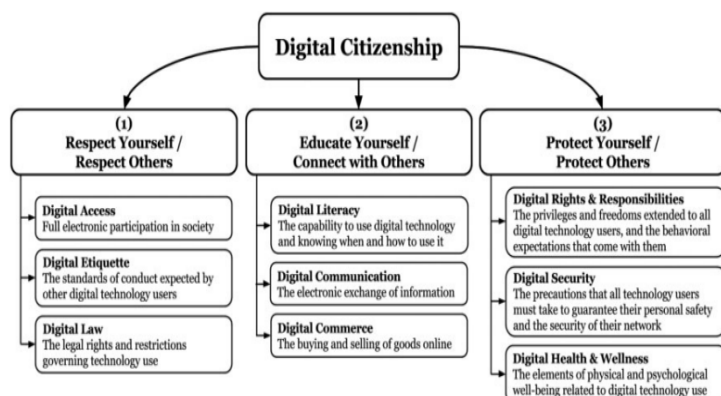 Digital Citizenship
(1)
Respect Yourself /
Respect Others
Digital Access
Full electronic participation in society
Digital Etiquette
The standards of conduct expected by
other digital technology users
Digital Law
The legal rights and restrictions
governing technology use
(2)
Educate Yourself /
Connect with Others
Digital Literacy
The capability to use digital technology
and knowing when and how to use it
Digital Communication
The electronic exchange of information
Digital Commerce
The buying and selling of goods online
(3)
Protect Yourself /
Protect Others
Digital Rights & Responsibilities
The privileges and freedoms extended to all
digital technology users, and the behavioral
expectations that come with them
Digital Security
The precautions that all technology users
must take to guarantee their personal safety
and the security of their network
Digital Health & Wellness
The elements of physical and psychological
well-being related to digital technology use